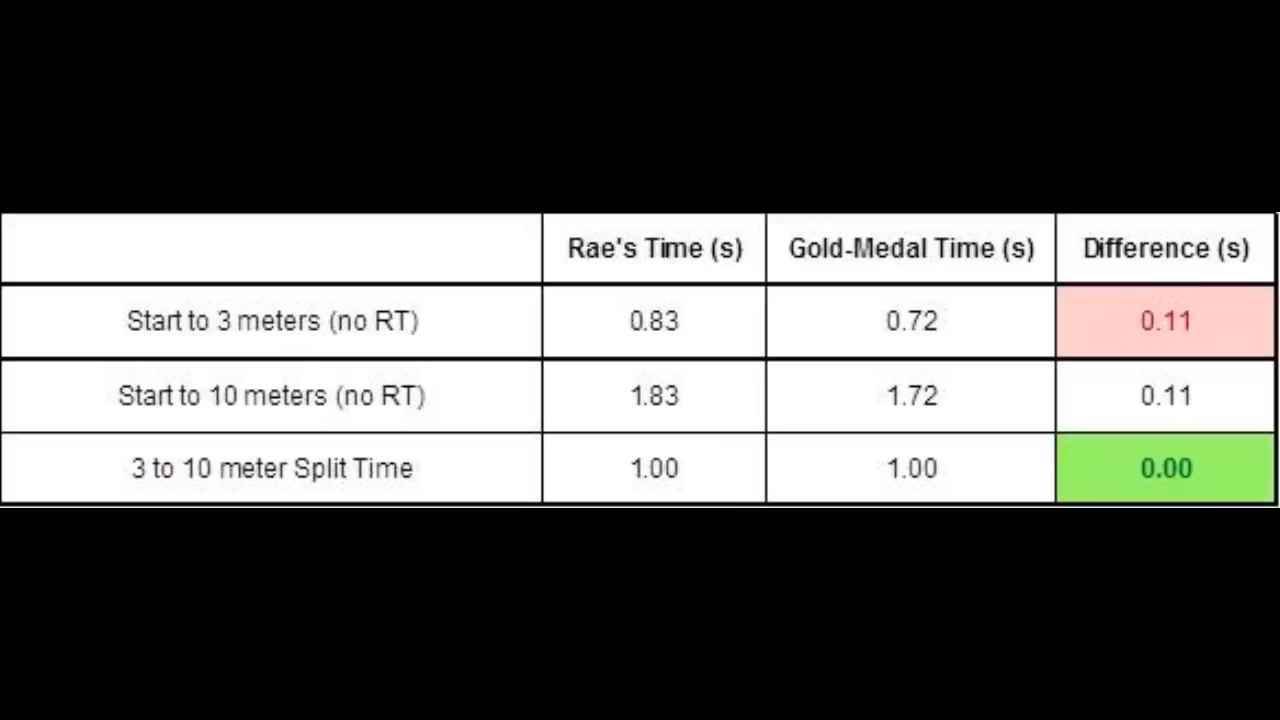 Rae's Time (s) Gold-Medal Time (s) Difference (s)
Start to 3 meters (no RT) 0.83 0.72 0.11
Start to 10 meters (no RT) 1.83 1.72 0.11
3 to 10 meter Split Time 1.00 1.00 0.00